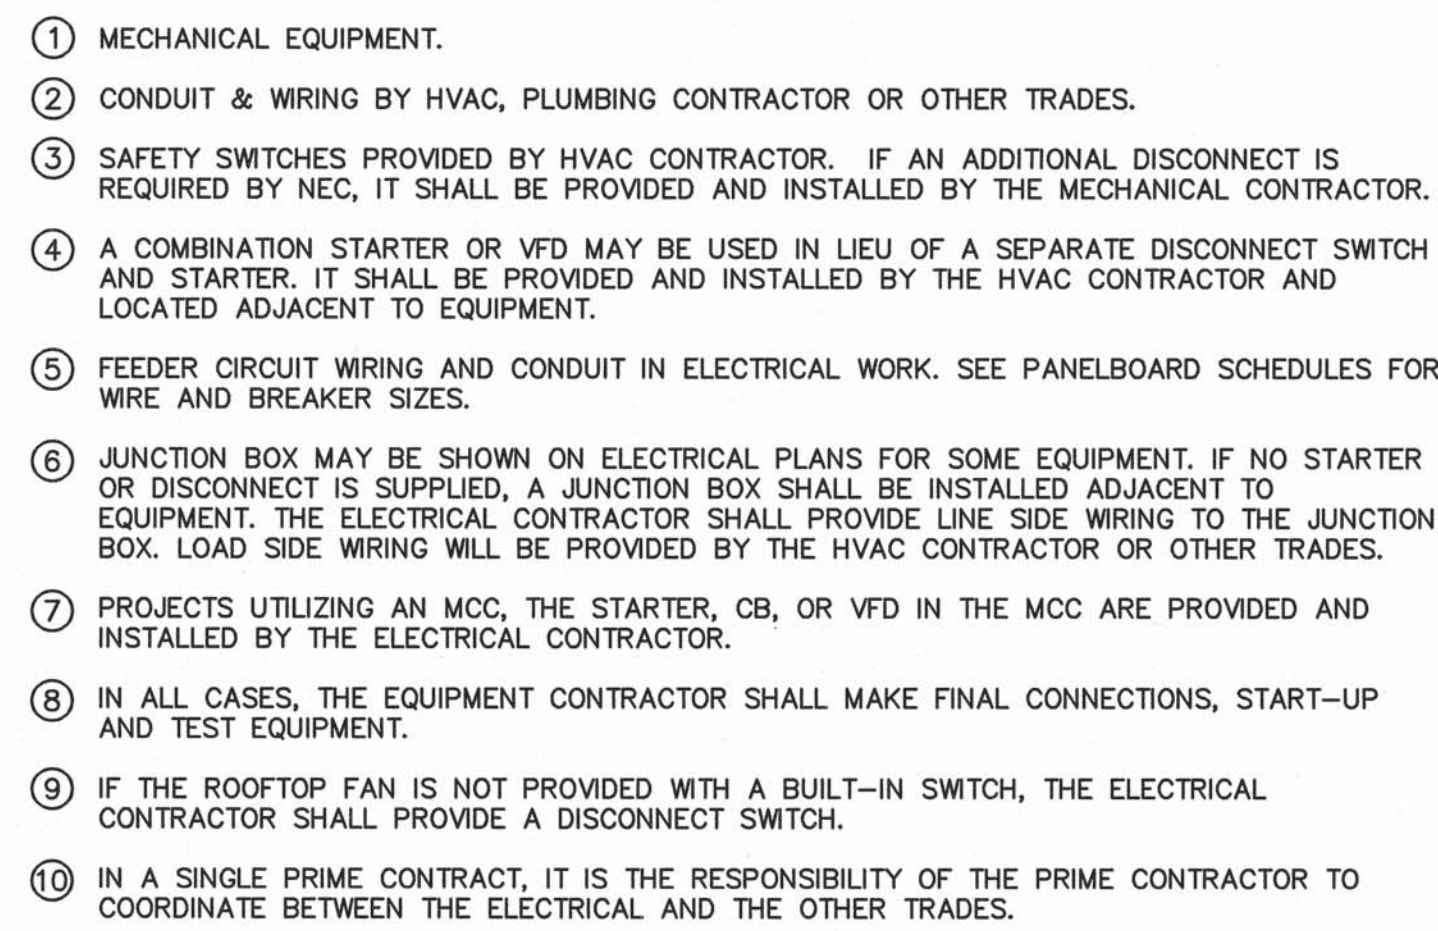 1 MECHANICAL EQUIPMENT.
2 CONDUIT & WIRING BY HVAC, PLUMBING CONTRACTOR OR OTHER TRADES.
3 SAFETY SWITCHES PROVIDED BY HVAC CONTRACTOR. IF AN ADDITIONAL DISCONNECT IS
REQUIRED BY NEC, IT SHALL BE PROVIDED AND INSTALLED BY THE MECHANICAL CONTRACTOR.
4 A COMBINATION STARTER OR VFD MAY BE USED IN LIEU OF A SEPARATE DISCONNECT SWITCH
AND STARTER. IT SHALL BE PROVIDED AND INSTALLED BY THE HVAC CONTRACTOR AND
LOCATED ADJACENT TO EQUIPMENT.
5 FEEDER CIRCUIT WIRING AND CONDUIT IN ELECTRICAL WORK. SEE PANELBOARD SCHEDULES FOR
WIRE AND BREAKER SIZES.
6 JUNCTION BOX MAY BE SHOWN ON ELECTRICAL PLANS FOR SOME EQUIPMENT. IF NO STARTER
OR DISCONNECT IS SUPPLIED, A JUNCTION BOX SHALL BE INSTALLED ADJACENT TO
EQUIPMENT. THE ELECTRICAL CONTRACTOR SHALL PROVIDE LINE SIDE WIRING TO THE JUNCTION
BOX. LOAD SIDE WIRING WILL BE PROVIDED BY THE HVAC CONTRACTOR OR OTHER TRADES.
7 PROJECTS UTILIZING AN MCC, THE STARTER, CB, OR VFD IN THE MCC ARE PROVIDED AND
INSTALLED BY THE ELECTRICAL CONTRACTOR.
8 IN ALL CASES, THE EQUIPMENT CONTRACTOR SHALL MAKE FINAL CONNECTIONS, START-UP
AND TEST EQUIPMENT.
9 IF THE ROOFTOP FAN IS NOT PROVIDED WITH A BUILT-IN SWITCH, THE ELECTRICAL
CONTRACTOR SHALL PROVIDE A DISCONNECT SWITCH.
10 IN A SINGLE PRIME CONTRACT, IT IS THE RESPONSIBILITY OF THE PRIME CONTRACTOR TO
COORDINATE BETWEEN THE ELECTRICAL AND THE OTHER TRADES.